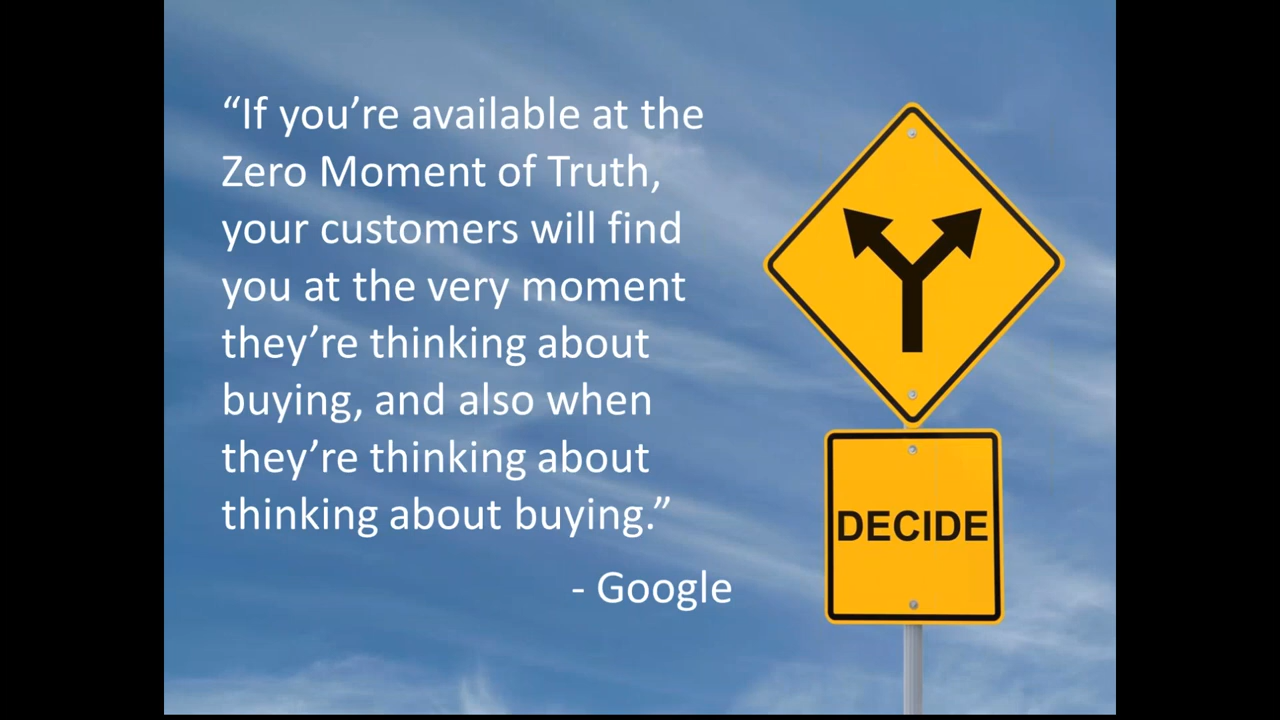 “If you’re available at the
Zero Moment of Truth,
your customers will find
you at the very moment
they’re thinking about
buying, and also when
they’re thinking about
thinking about buying.”
- Google
DECIDE